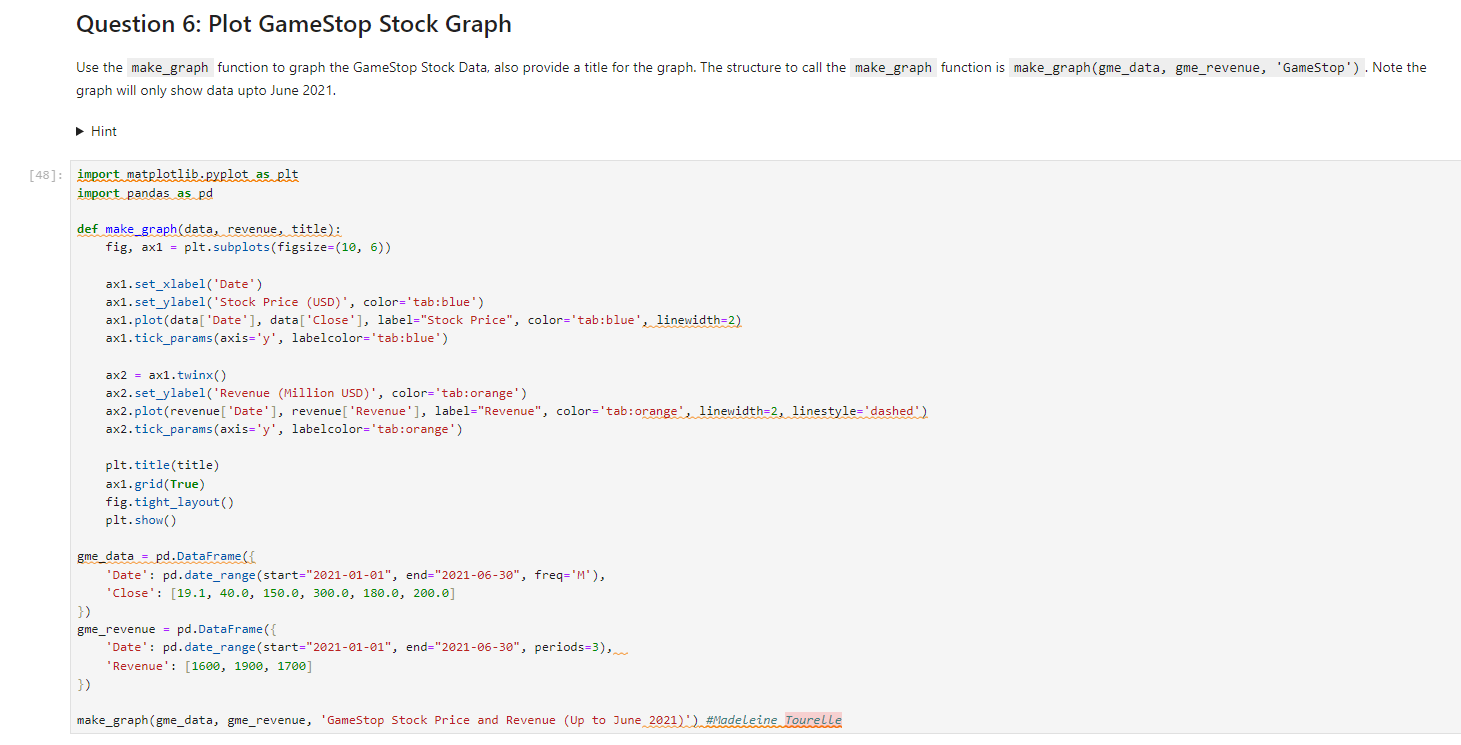 Question 6: Plot GameStop Stock Graph
Use the make_graph function to graph the GameStop Stock Data, also provide a title for the graph. The structure to call the make_graph function is make_graph(gme_data, gme_revenue, 'GameStop') . Note the
graph will only show data upto June 2021.
▶ Hint
[48]: import matplotlib.pyplot as plt
import pandas as pd

def make_graph(data, revenue, title):
    fig, ax1 = plt.subplots(figsize=(10, 6))

    ax1.set_xlabel('Date')
    ax1.set_ylabel('Stock Price (USD)', color='tab:blue')
    ax1.plot(data['Date'], data['Close'], label="Stock Price", color='tab:blue', linewidth=2)
    ax1.tick_params(axis='y', labelcolor='tab:blue')

    ax2 = ax1.twinx()
    ax2.set_ylabel('Revenue (Million USD)', color='tab:orange')
    ax2.plot(revenue['Date'], revenue['Revenue'], label="Revenue", color='tab:orange', linewidth=2, linestyle='dashed')
    ax2.tick_params(axis='y', labelcolor='tab:orange')

    plt.title(title)
    ax1.grid(True)
    fig.tight_layout()
    plt.show()

gme_data = pd.DataFrame({
    'Date': pd.date_range(start="2021-01-01", end="2021-06-30", freq='M'),
    'Close': [19.1, 40.0, 150.0, 300.0, 180.0, 200.0]
})
gme_revenue = pd.DataFrame({
    'Date': pd.date_range(start="2021-01-01", end="2021-06-30", periods=3),
    'Revenue': [1600, 1900, 1700]
})

make_graph(gme_data, gme_revenue, 'GameStop Stock Price and Revenue (Up to June 2021)') #Madeleine Tourelle